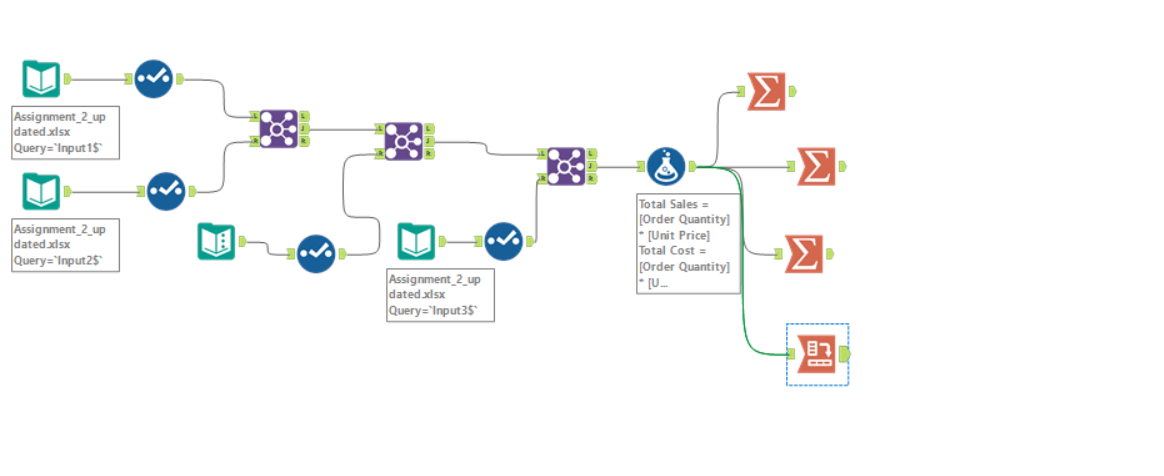 Assignment_2_up
dated.xlsx
Query=`Input1$`
Assignment_2_up
dated.xlsx
Query=`Input2$`
Assignment_2_up
dated.xlsx
Query=`Input3$`
Total Sales =
[Order Quantity]
* [Unit Price]
Total Cost =
[Order Quantity]
* [U...
L
R
L
J
R
L
R
L
J
R
L
R
L
J
R